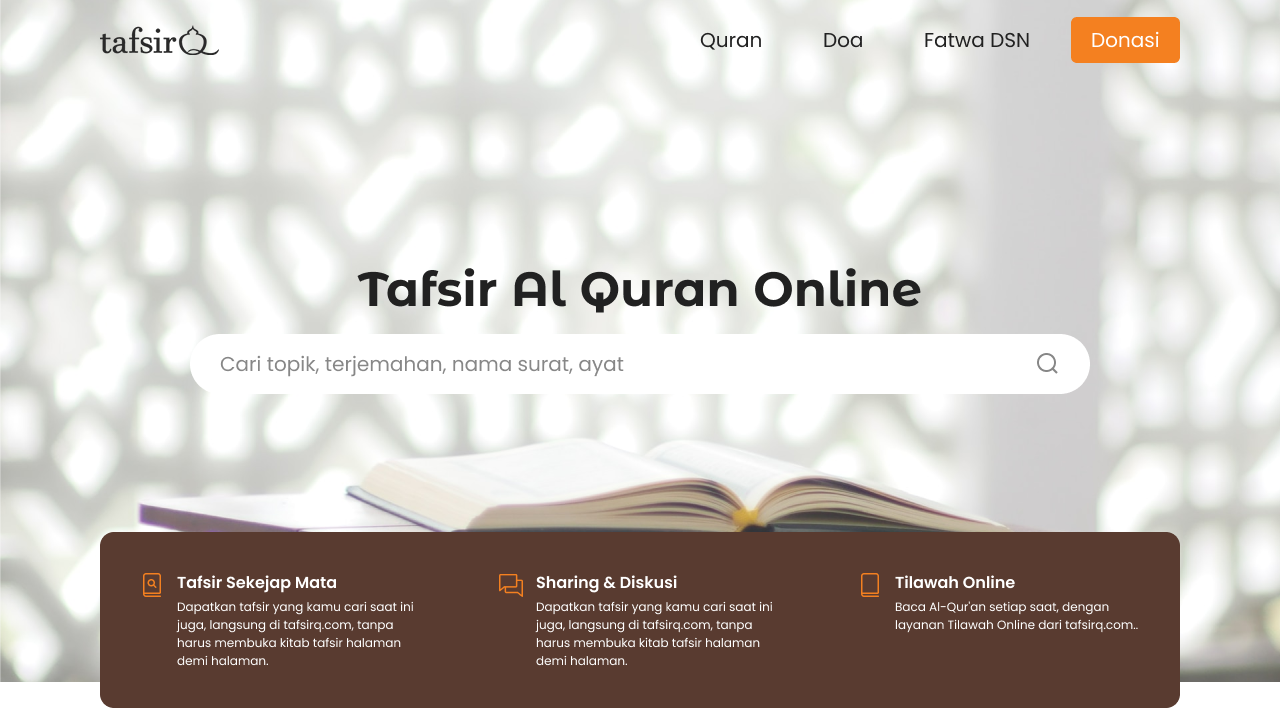 tafsirQ
Quran
Doa
Fatwa DSN
Donasi
Tafsir Al Quran Online
Cari topik, terjemahan, nama surat, ayat
Tafsir Sekejap Mata
Dapatkan tafsir yang kamu cari saat ini
juga, langsung di tafsirq.com, tanpa
harus membuka kitab tafsir halaman
demi halaman.
Sharing & Diskusi
Dapatkan tafsir yang kamu cari saat ini
juga, langsung di tafsirq.com, tanpa
harus membuka kitab tafsir halaman
demi halaman.
Tilawah Online
Baca Al-Qur'an setiap saat, dengan
layanan Tilawah Online dari tafsirq.com..